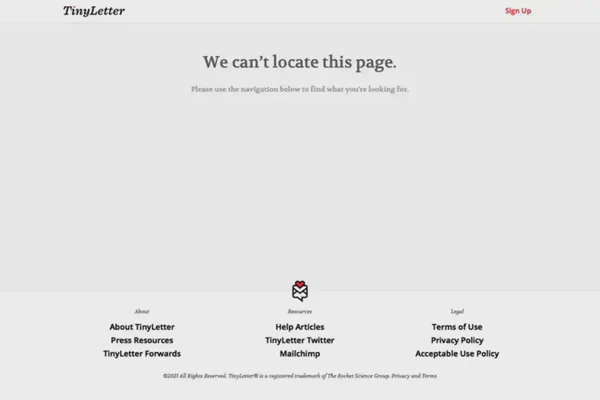 TinyLetter
Sign Up
We can't locate this page.
Please use the navigation below to find what you're looking for.
About
About TinyLetter
Press Resources
TinyLetter Forwards
Resources
Help Articles
TinyLetter Twitter
Mailchimp
Legal
Terms of Use
Privacy Policy
Acceptable Use Policy
©2021 All Rights Reserved. TinyLetter® is a registered trademark of The Rocket Science Group. Privacy and Terms